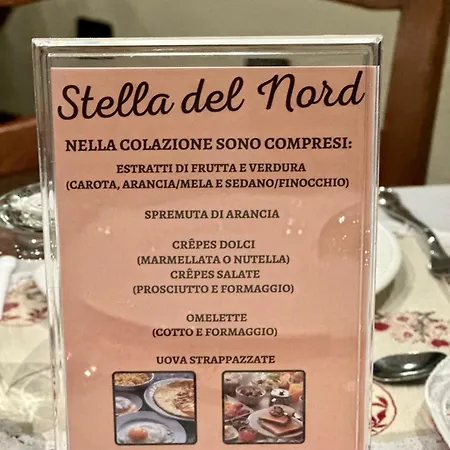 Stella del Nord
NELLA COLAZIONE SONO COMPRESI:
ESTRATTI DI FRUTTA E VERDURA
(CAROTA, ARANCIA/MELA E SEDANO/FINOCCHIO)
SPREMUTA DI ARANCIA
CRÊPES DOLCI
(MARMELLATA O NUTELLA)
CRÊPES SALATE
(PROSCIUTTO E FORMAGGIO)
OMELETTE
(COTTO E FORMAGGIO)
UOVA STRAPPAZZATE